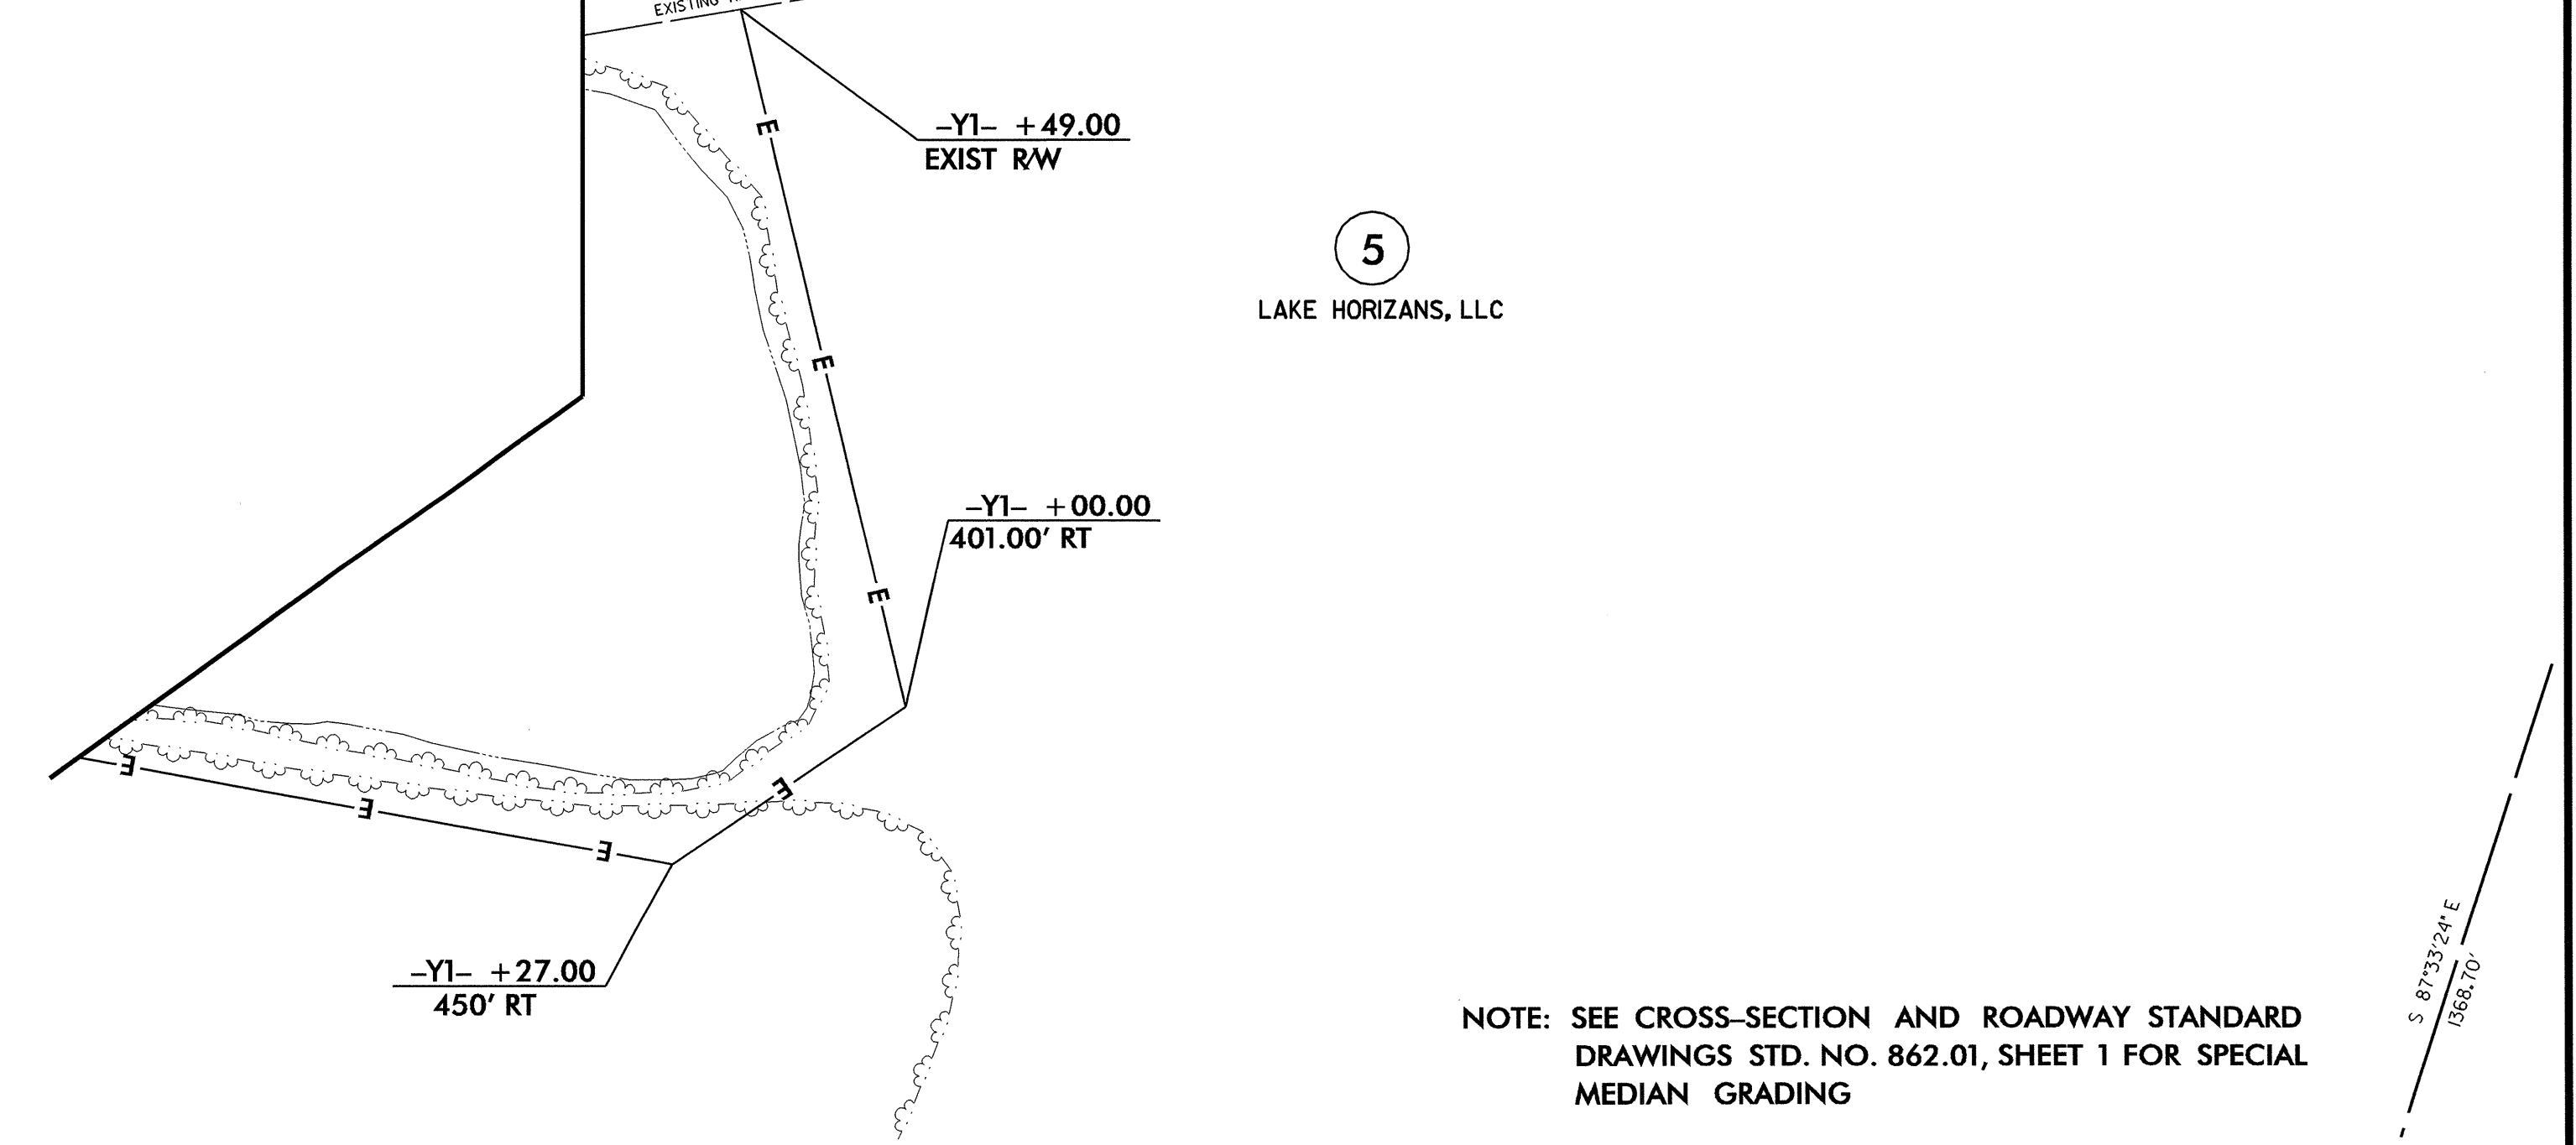 EXISTING
–Y1– +49.00
EXIST R/W
5
LAKE HORIZANS, LLC
–Y1– +00.00
401.00' RT
E
E
E
E
E
E
E
–Y1– +27.00
450' RT
S 87°33'24" E
1368.70'
NOTE: SEE CROSS–SECTION AND ROADWAY STANDARD
DRAWINGS STD. NO. 862.01, SHEET 1 FOR SPECIAL
MEDIAN GRADING